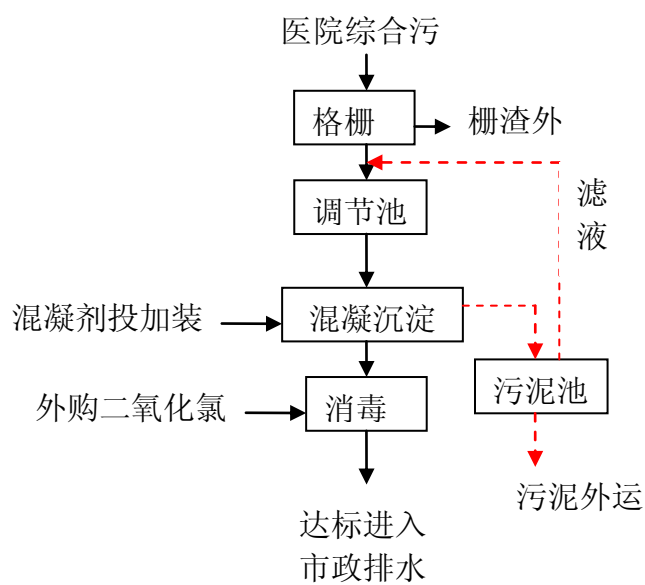 医院综合污
格栅
栅渣外
滤
液
调节池
混凝剂投加装
混凝沉淀
污泥池
外购二氧化氯
消毒
污泥外运
达标进入
市政排水